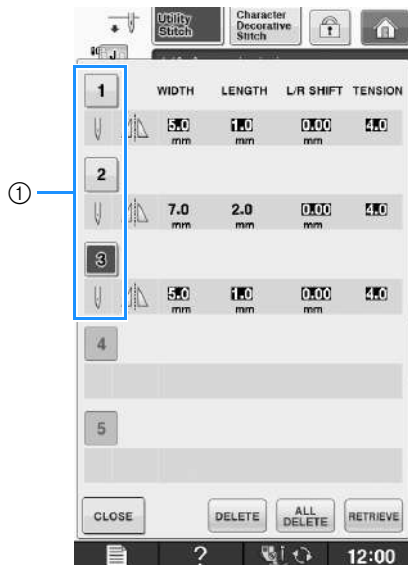 Utility
Stitch
Character
Decorative
Stitch
J
1 WIDTH LENGTH L/R SHIFT TENSION
5.0 1.0 0.00 4.0
mm mm mm
2
①
7.0 2.0 0.00 4.0
mm mm mm
3
5.0 1.0 0.00 4.0
mm mm mm
4
5
CLOSE DELETE ALL DELETE RETRIEVE
? 12:00